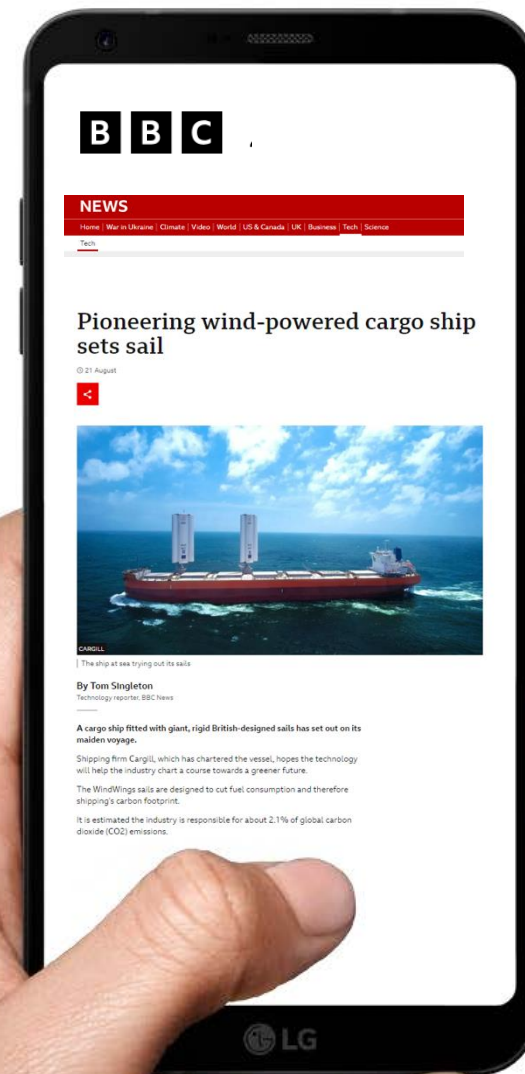 B B C
NEWS
Home | War in Ukraine | Climate | Video | World | US & Canada | UK | Business | Tech | Science
Tech
Pioneering wind-powered cargo ship
sets sail
21 August
CARGILL
The ship at sea trying out its sails
By Tom Singleton
Technology reporter, BBC News
A cargo ship fitted with giant, rigid British-designed sails has set out on its
maiden voyage.
Shipping firm Cargill, which has chartered the vessel, hopes the technology
will help the industry chart a course towards a greener future.
The WindWings sails are designed to cut fuel consumption and therefore
shipping's carbon footprint.
It is estimated the industry is responsible for about 2.1% of global carbon
dioxide (CO2) emissions.
LG